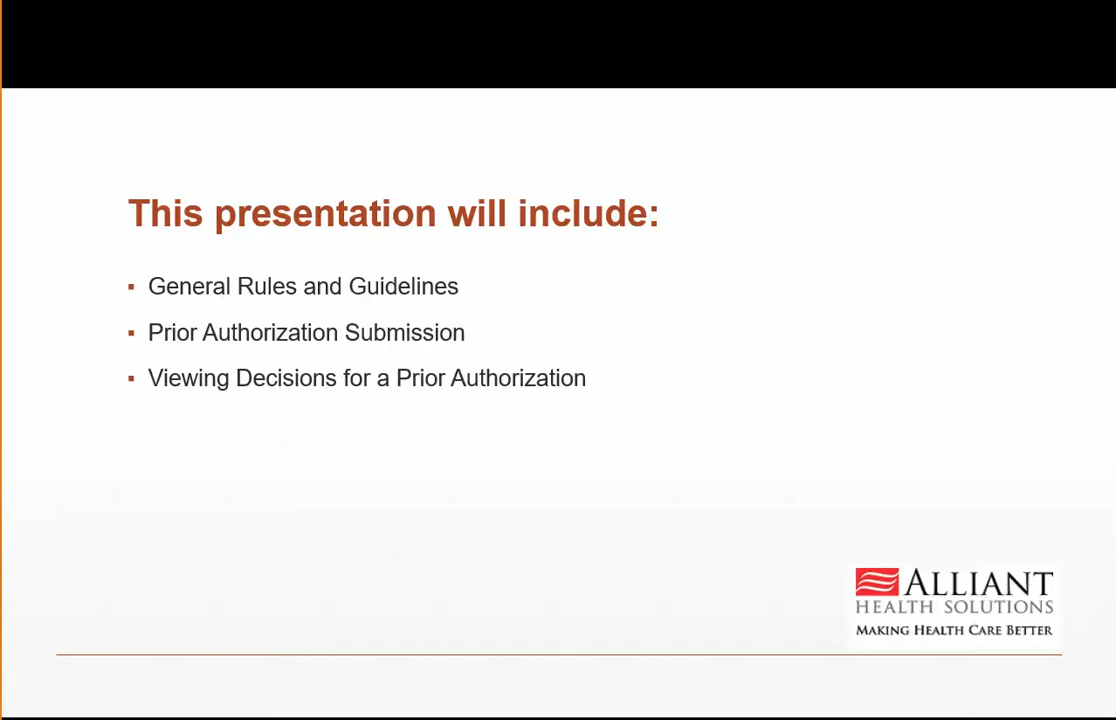 This presentation will include:
General Rules and Guidelines
Prior Authorization Submission
Viewing Decisions for a Prior Authorization
ALLIANT
HEALTH SOLUTIONS
MAKING HEALTH CARE BETTER